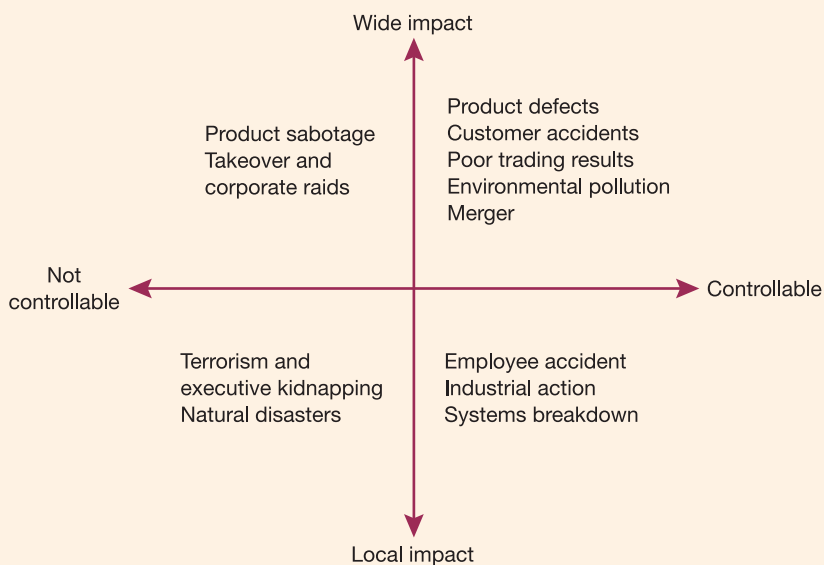 Wide impact
Product sabotage
Takeover and
corporate raids
Product defects
Customer accidents
Poor trading results
Environmental pollution
Merger
Not
controllable
Controllable
Terrorism and
executive kidnapping
Natural disasters
Employee accident
Industrial action
Systems breakdown
Local impact